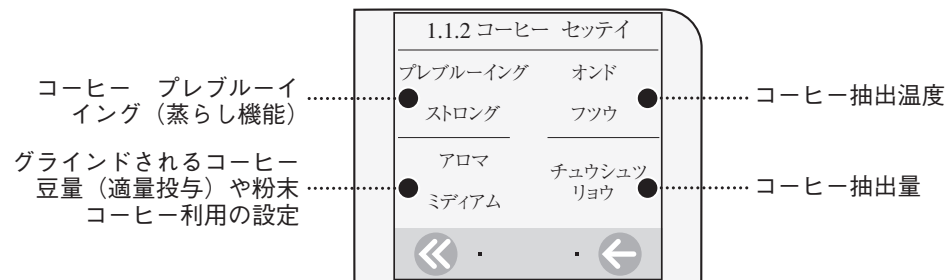 1.1.2 コーヒー セッテイ
プレブルーイング
ストロング
オンド
フツウ
アロマ
ミディアム
チュウシュツ
リョウ
コーヒー　プレブルーイ
イング（蒸らし機能）
グラインドされるコーヒー
豆量（適量投与）や粉末
コーヒー利用の設定
コーヒー抽出温度
コーヒー抽出量